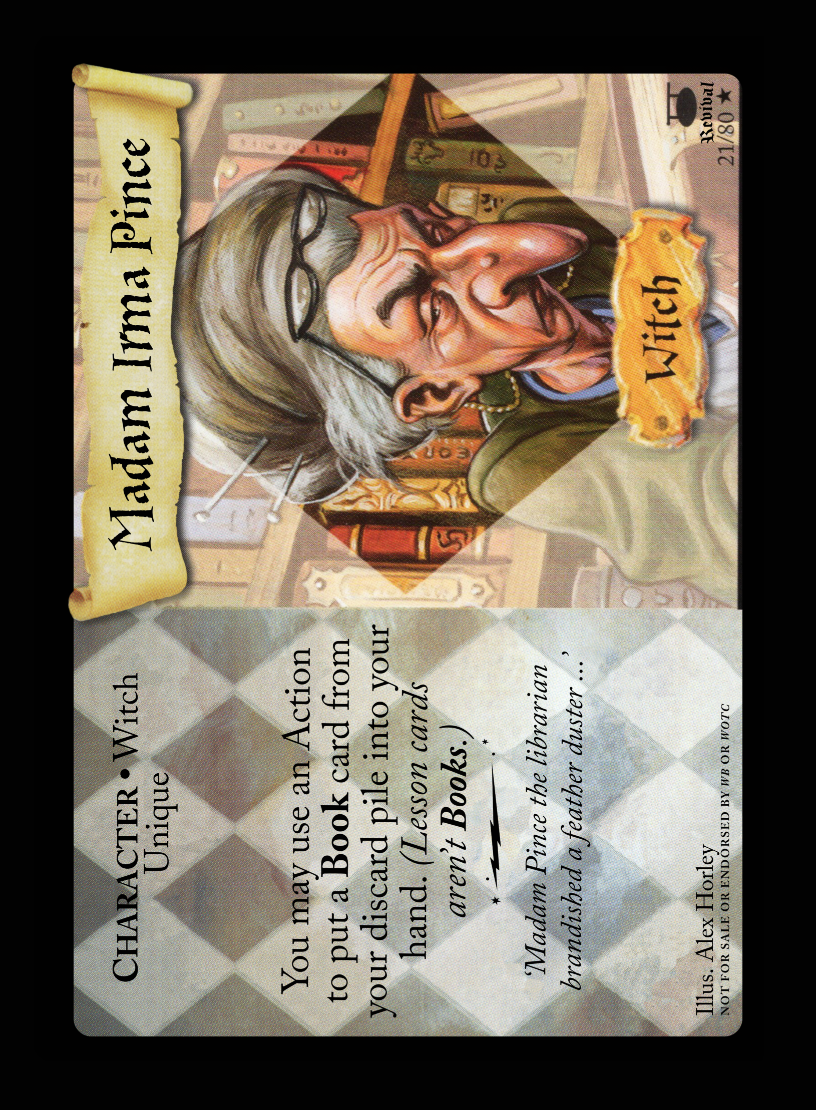 Madam Irma Pince
Witch
Revival
21/80 ★
CHARACTER • Witch
Unique
You may use an Action
to put a Book card from
your discard pile into your
hand. (Lesson cards
aren't Books.)
‘Madam Pince the librarian
brandished a feather duster ...’
Illus. Alex Horley
NOT FOR SALE OR ENDORSED BY WB OR WOTC